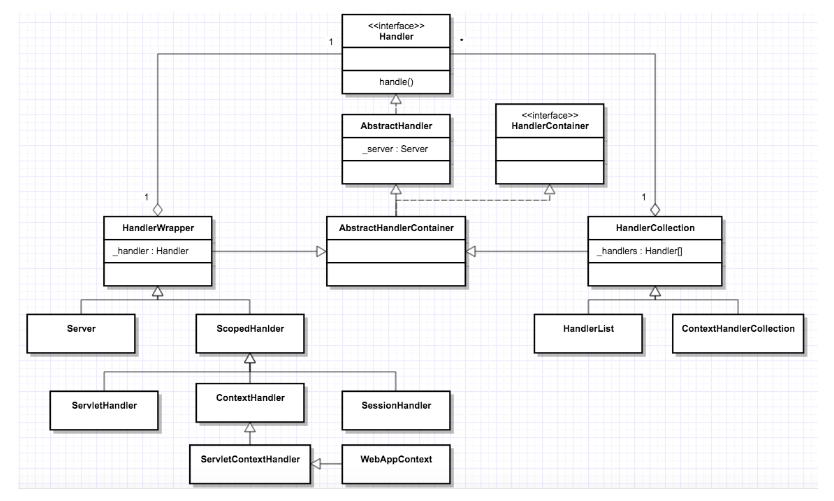 <<interface>>
Handler
1
*
handle()
<<interface>>
HandlerContainer
AbstractHandler
_server : Server
1
1
HandlerWrapper
_handler : Handler
AbstractHandlerContainer
HandlerCollection
_handlers : Handler[]
Server
ScopedHanlder
HandlerList
ContextHandlerCollection
ServletHandler
ContextHandler
SessionHandler
ServletContextHandler
WebAppContext